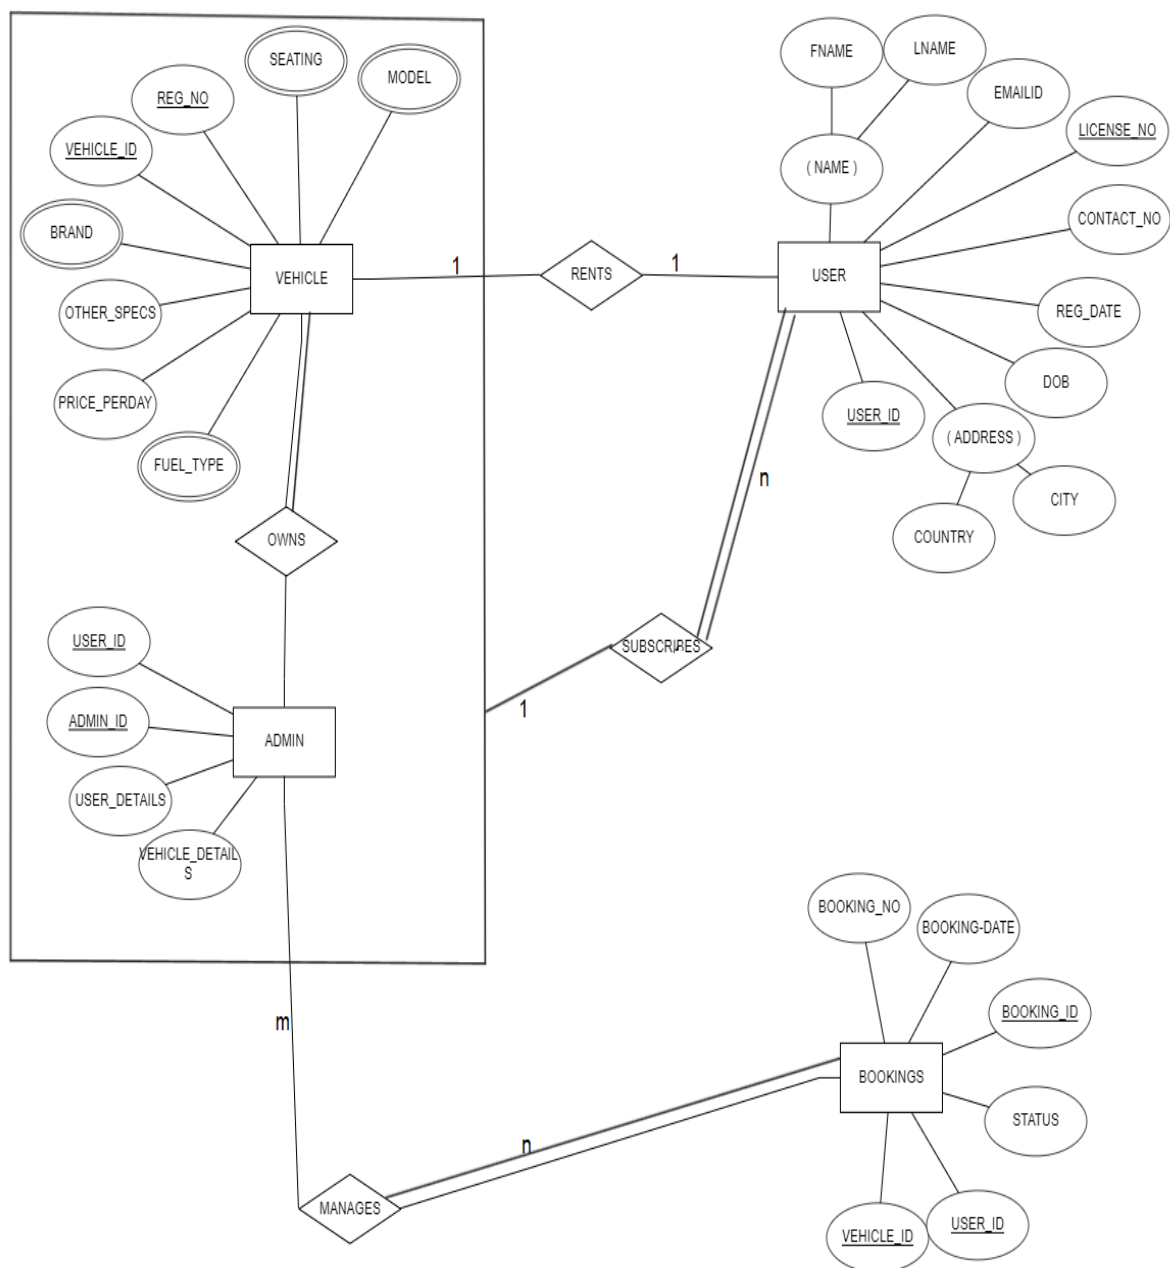 SEATING
MODEL
REG_NO
VEHICLE_ID
BRAND
VEHICLE
OTHER_SPECS
PRICE_PERDAY
FUEL_TYPE
OWNS
1
RENTS
1
FNAME
LNAME
EMAILID
( NAME )
LICENSE_NO
CONTACT_NO
USER
REG_DATE
DOB
USER_ID
( ADDRESS )
CITY
COUNTRY
n
SUBSCRIBES
1
USER_ID
ADMIN_ID
ADMIN
USER_DETAILS
VEHICLE_DETAIL
S
m
n
MANAGES
BOOKING_NO
BOOKING-DATE
BOOKING_ID
BOOKINGS
STATUS
VEHICLE_ID
USER_ID